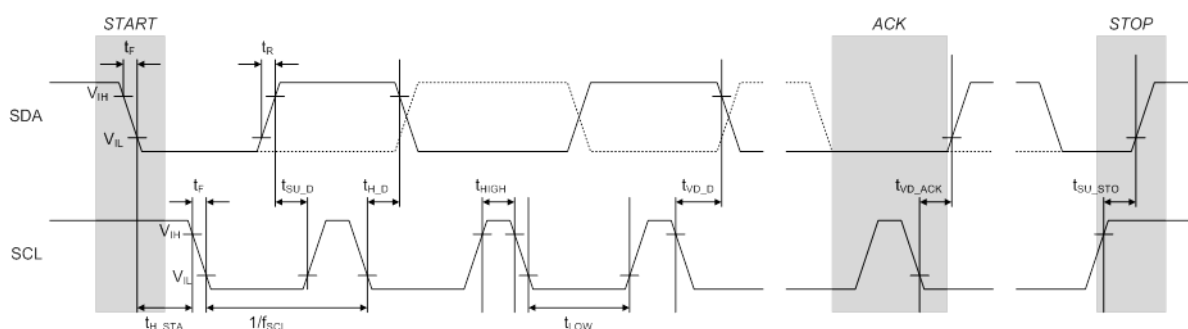 START ACK STOP
tF tR
VIH
SDA
VIL
tF tSU_D tH_D tHIGH tVD_D tVD_ACK tSU_STO
VIH
SCL
VIL
tH_STA 1/fSCL tLOW